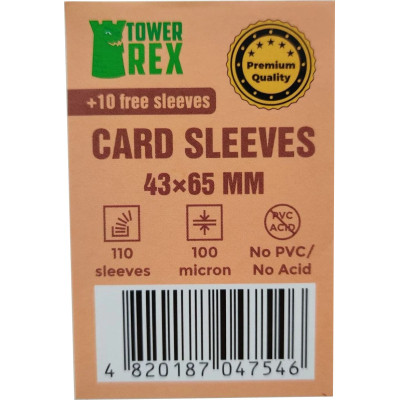 TOWER
REX
Premium
Quality
+10 free sleeves
CARD SLEEVES
43×65 MM
110
sleeves
100
micron
PVC
ACID
No PVC/
No Acid
4 820187 047546